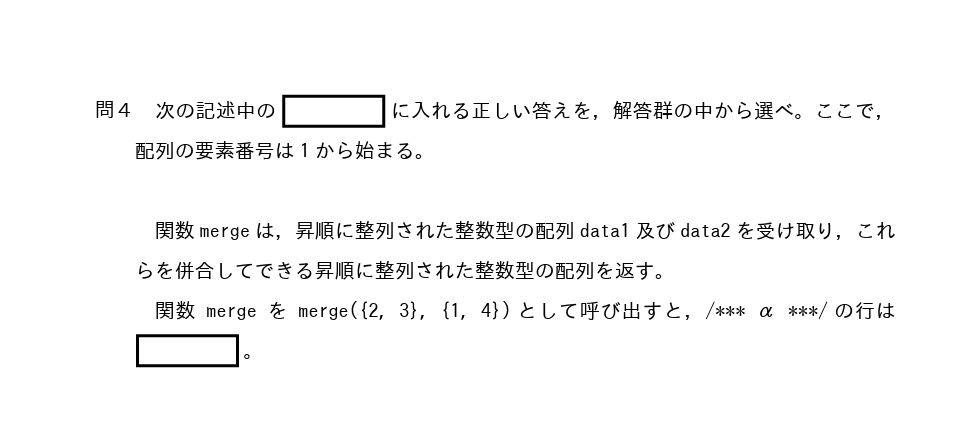 問４　次の記述中の　　　　　に入れる正しい答えを，解答群の中から選べ。ここで，
配列の要素番号は 1 から始まる。
関数 merge は，昇順に整列された整数型の配列 data1 及び data2 を受け取り，これ
らを併合してできる昇順に整列された整数型の配列を返す。
関数 merge を merge({2, 3}, {1, 4}) として呼び出すと，/*** α ***/ の行は
。